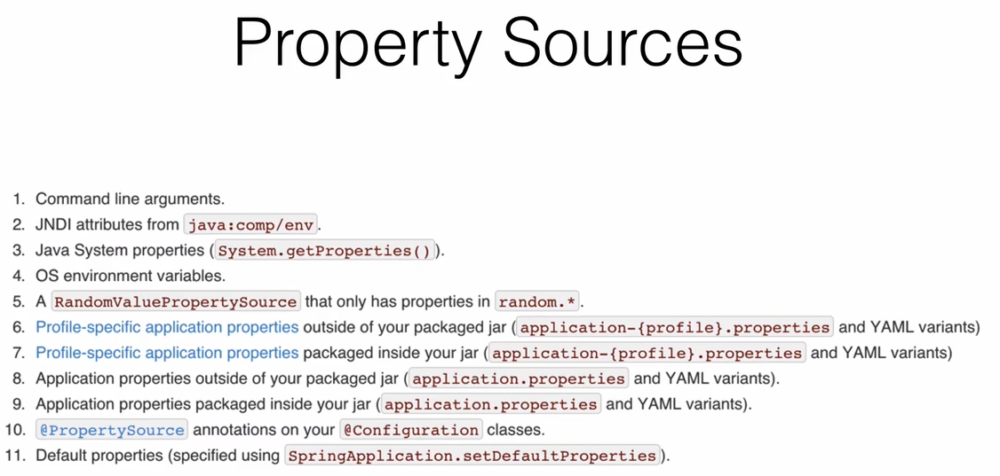 Property Sources
1. Command line arguments.
2. JNDI attributes from java:comp/env.
3. Java System properties (System.getProperties()).
4. OS environment variables.
5. A RandomValuePropertySource that only has properties in random.*.
6. Profile-specific application properties outside of your packaged jar (application-{profile}.properties and YAML variants)
7. Profile-specific application properties packaged inside your jar (application-{profile}.properties and YAML variants)
8. Application properties outside of your packaged jar (application.properties and YAML variants).
9. Application properties packaged inside your jar (application.properties and YAML variants).
10. @PropertySource annotations on your @Configuration classes.
11. Default properties (specified using SpringApplication.setDefaultProperties).